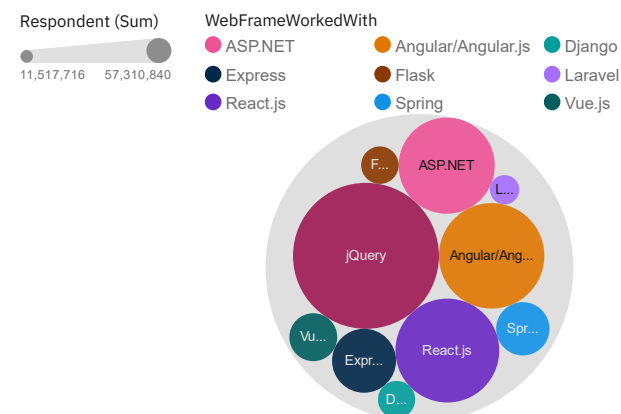 Respondent (Sum)
11,517,716 57,310,840
WebFrameWorkedWith
ASP.NET Angular/Angular.js Django
Express Flask Laravel
React.js Spring Vue.js
F...
ASP.NET
L...
jQuery
Angular/Ang...
Vu...
Spr...
Expr...
React.js
D...